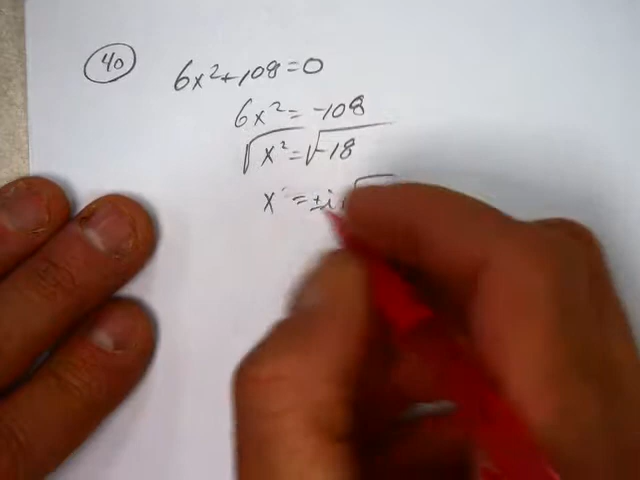 40
6x²+108=0
6x²=-108
√x²=√-18
x=±i√